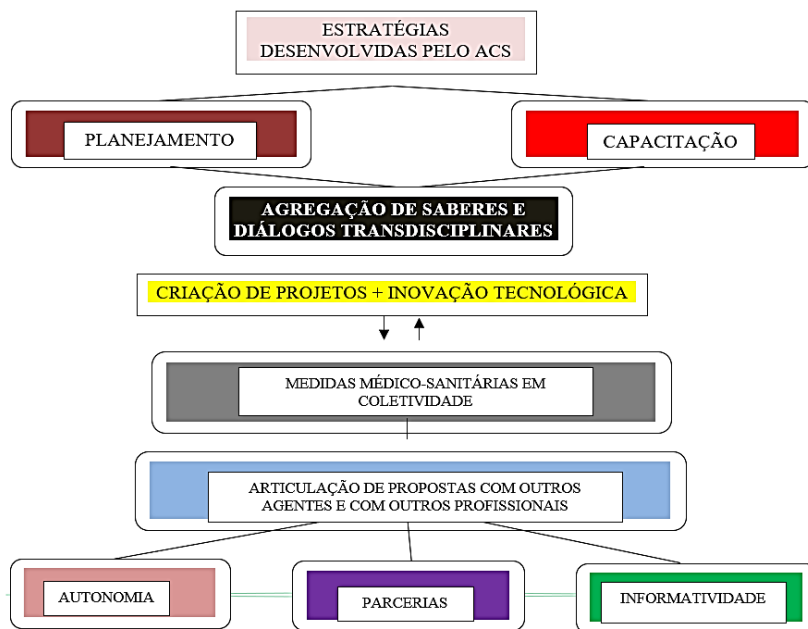 ESTRATÉGIAS
DESENVOLVIDAS PELO ACS
PLANEJAMENTO
CAPACITAÇÃO
AGREGAÇÃO DE SABERES E
DIÁLOGOS TRANSDISCIPLINARES
CRIAÇÃO DE PROJETOS + INOVAÇÃO TECNOLÓGICA
MEDIDAS MÉDICO-SANITÁRIAS EM
COLETIVIDADE
ARTICULAÇÃO DE PROPOSTAS COM OUTROS
AGENTES E COM OUTROS PROFISSIONAIS
AUTONOMIA
PARCERIAS
INFORMATIVIDADE